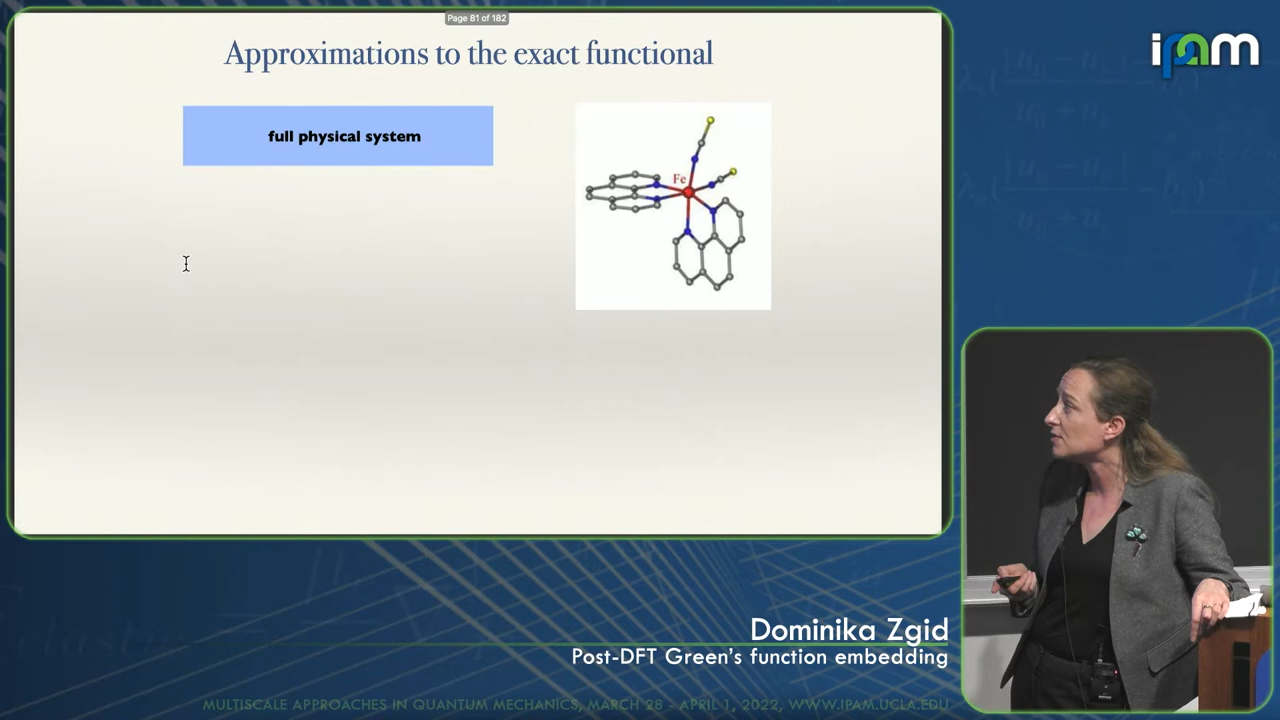 Page 81 of 182
Approximations to the exact functional
full physical system
Fe
ipam
Dominika Zgid
Post-DFT Green's function embedding
MULTISCALE APPROACHES IN QUANTUM MECHANICS, MARCH 28 - APRIL 1, 2022, WWW.IPAM.UCLA.EDU